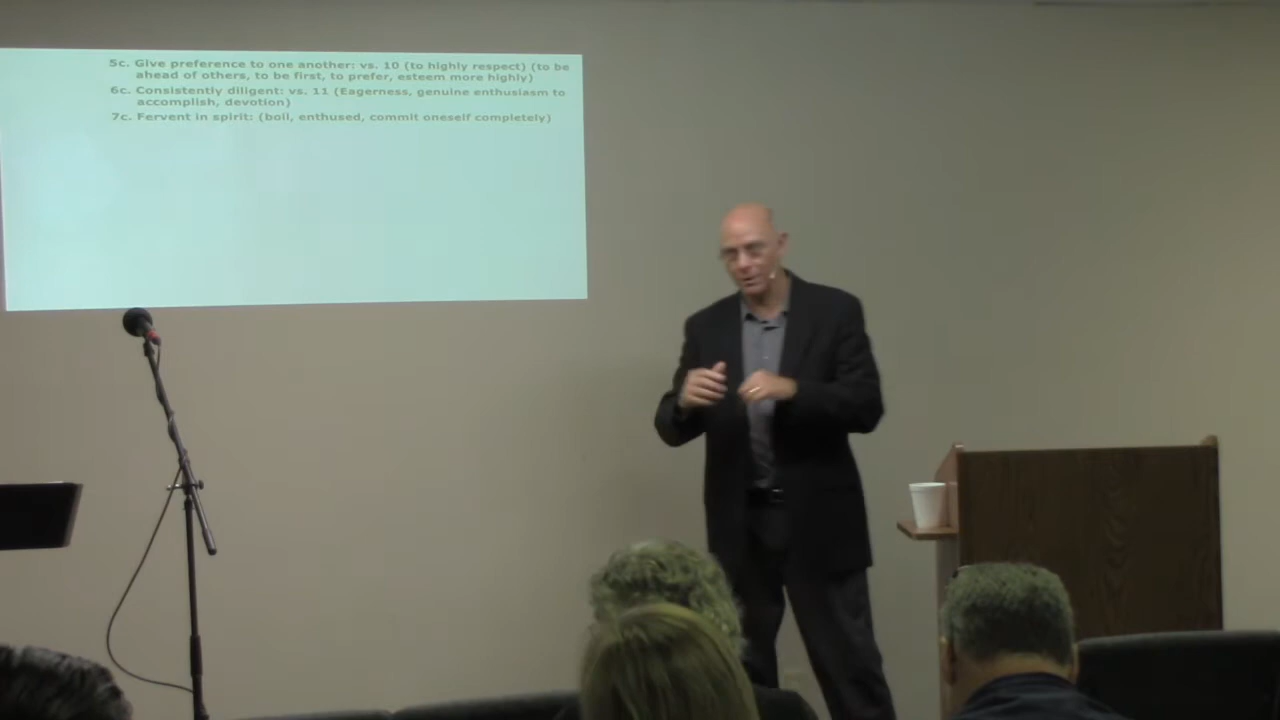 5c. Give preference to one another: vs. 10 (to highly respect) (to be
ahead of others, to be first, to prefer, esteem more highly)
6c. Consistently diligent: vs. 11 (Eagerness, genuine enthusiasm to
accomplish, devotion)
7c. Fervent in spirit: (boil, enthused, commit oneself completely)